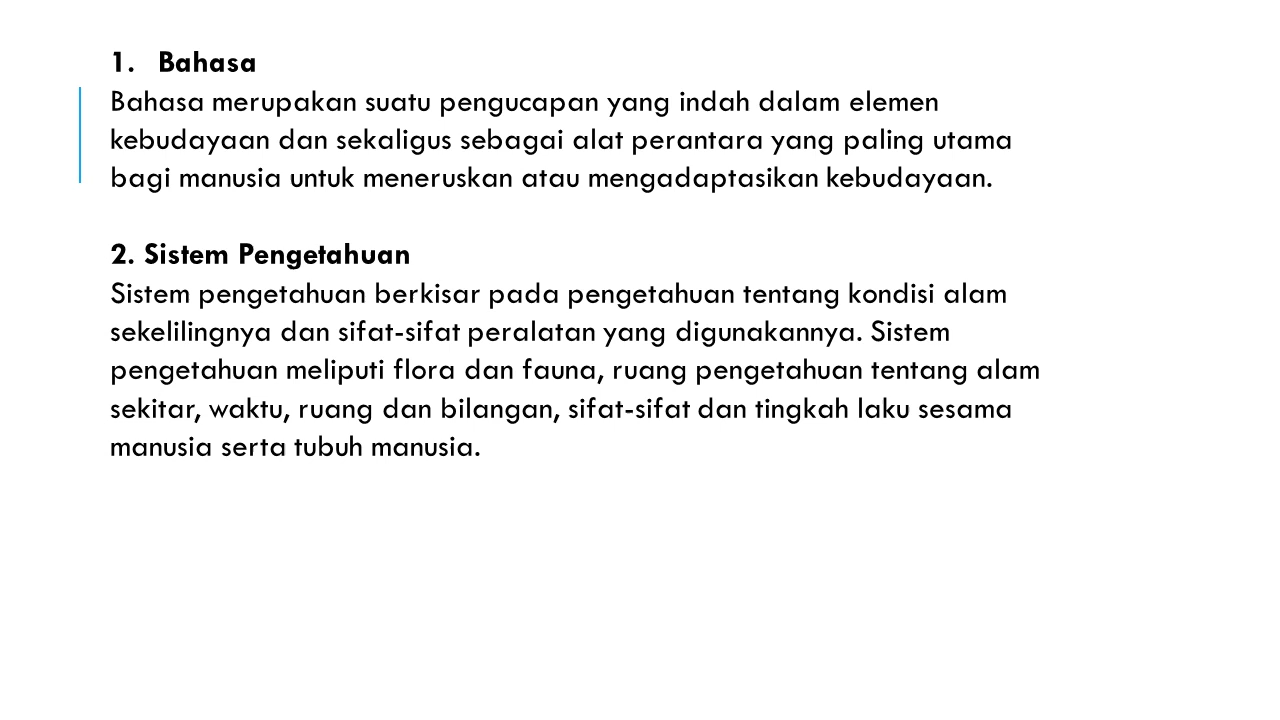 1. Bahasa
Bahasa merupakan suatu pengucapan yang indah dalam elemen
kebudayaan dan sekaligus sebagai alat perantara yang paling utama
bagi manusia untuk meneruskan atau mengadaptasikan kebudayaan.
2. Sistem Pengetahuan
Sistem pengetahuan berkisar pada pengetahuan tentang kondisi alam
sekelilingnya dan sifat-sifat peralatan yang digunakannya. Sistem
pengetahuan meliputi flora dan fauna, ruang pengetahuan tentang alam
sekitar, waktu, ruang dan bilangan, sifat-sifat dan tingkah laku sesama
manusia serta tubuh manusia.